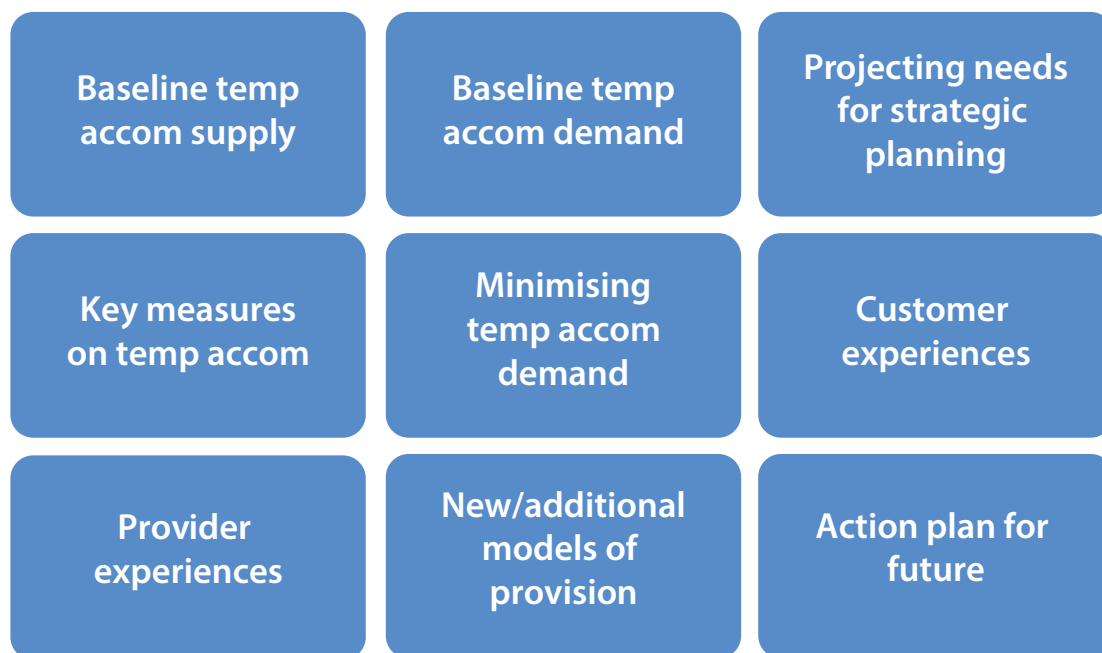 Baseline temp
accom supply
Baseline temp
accom demand
Projecting needs
for strategic
planning
Key measures
on temp accom
Minimising
temp accom
demand
Customer
experiences
Provider
experiences
New/additional
models of
provision
Action plan for
future